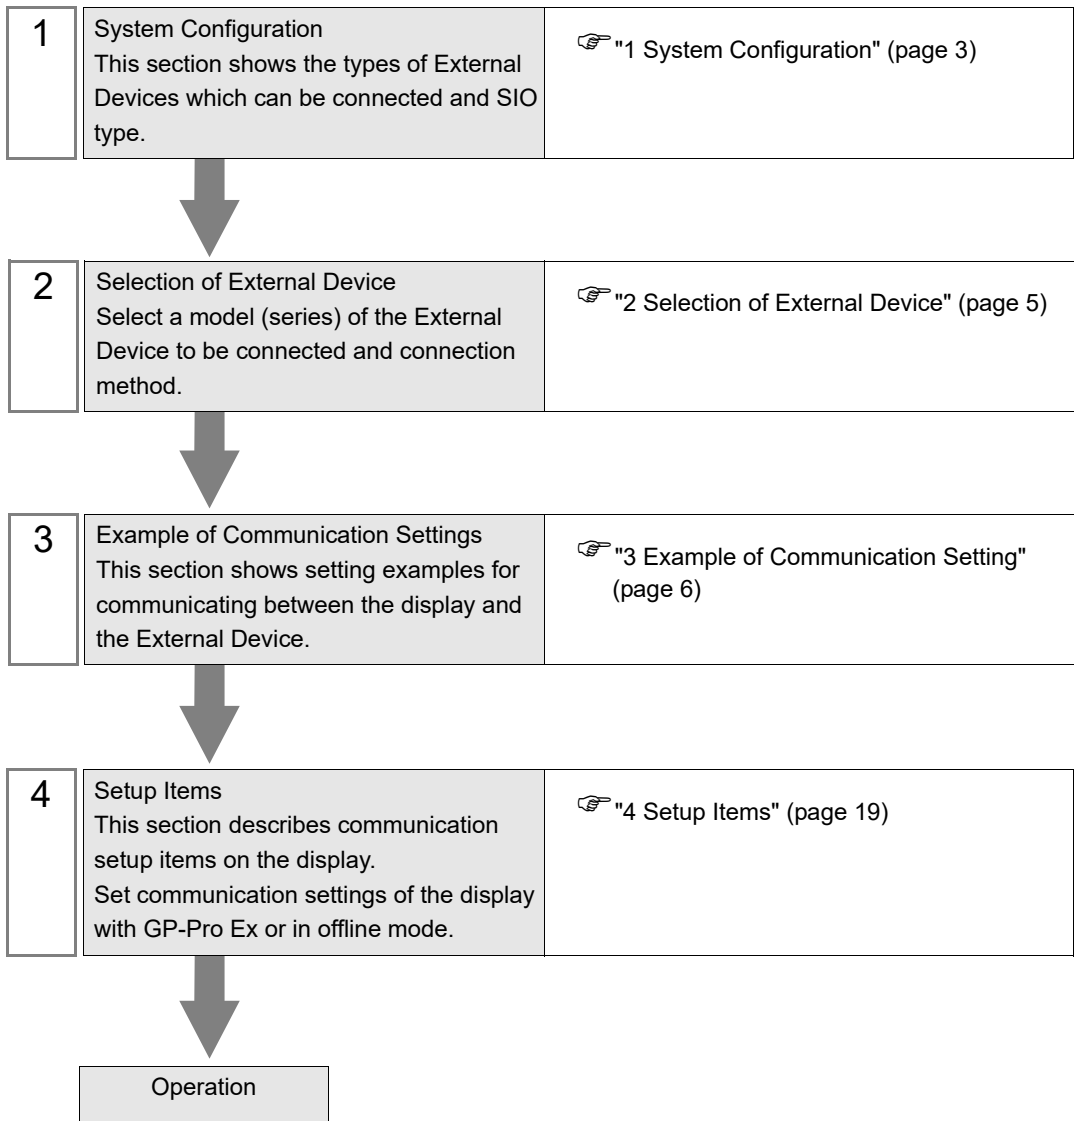 1
System Configuration
This section shows the types of External
Devices which can be connected and SIO
type.
"1 System Configuration" (page 3)
2
Selection of External Device
Select a model (series) of the External
Device to be connected and connection
method.
"2 Selection of External Device" (page 5)
3
Example of Communication Settings
This section shows setting examples for
communicating between the display and
the External Device.
"3 Example of Communication Setting"
(page 6)
4
Setup Items
This section describes communication
setup items on the display.
Set communication settings of the display
with GP-Pro Ex or in offline mode.
"4 Setup Items" (page 19)
Operation